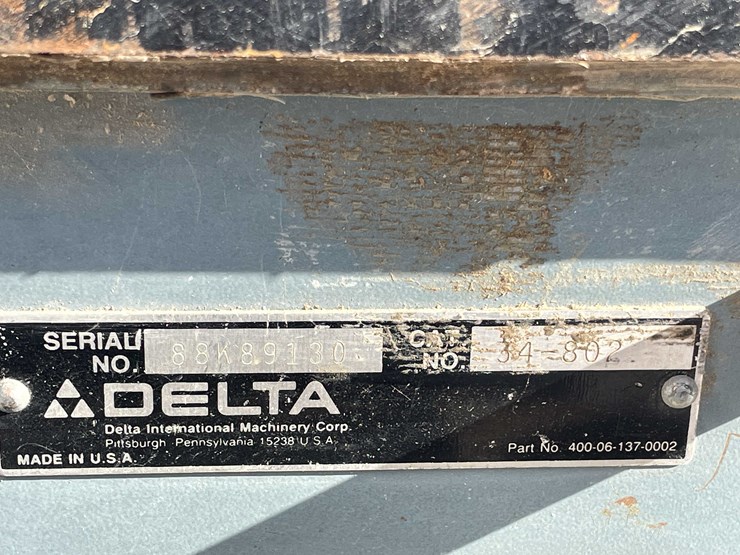 SERIAL NO. 88K89130
CAT. NO. 34-802
DELTA
Delta International Machinery Corp.
Pittsburgh Pennsylvania 15238 U S A
Part No. 400-06-137-0002
MADE IN U.S.A.